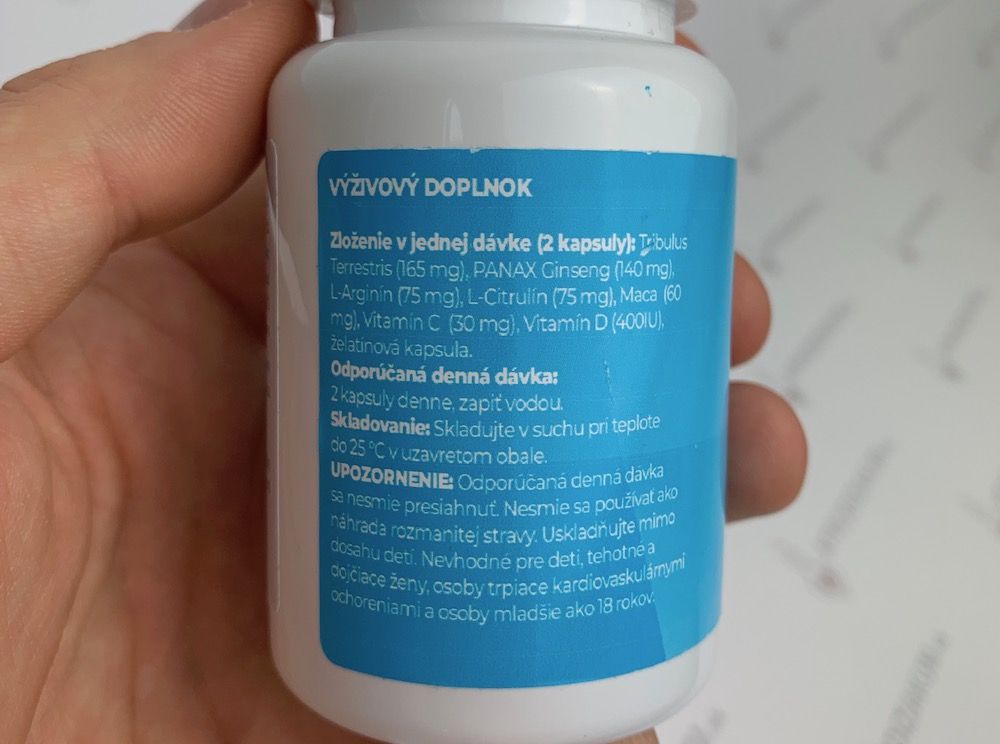 VÝŽIVOVÝ DOPLNOK
Zloženie v jednej dávke (2 kapsuly): Tribulus
Terrestris (165 mg), PANAX Ginseng (140 mg),
L-Arginín (75 mg), L-Citrulín (75 mg), Maca (60
mg), Vitamín C (30 mg), Vitamín D (400IU),
želatínová kapsula.
Odporúčaná denná dávka:
2 kapsuly denne, zapiť vodou.
Skladovanie: Skladujte v suchu pri teplote
do 25 °C v uzavretom obale.
UPOZORNENIE: Odporúčaná denná dávka
sa nesmie presiahnuť. Nesmie sa používať ako
náhrada rozmanitej stravy. Uskladňujte mimo
dosahu detí. Nevhodné pre deti, tehotné a
dojčiace ženy, osoby trpiace kardiovaskulárnymi
ochoreniami a osoby mladšie ako 18 rokov.